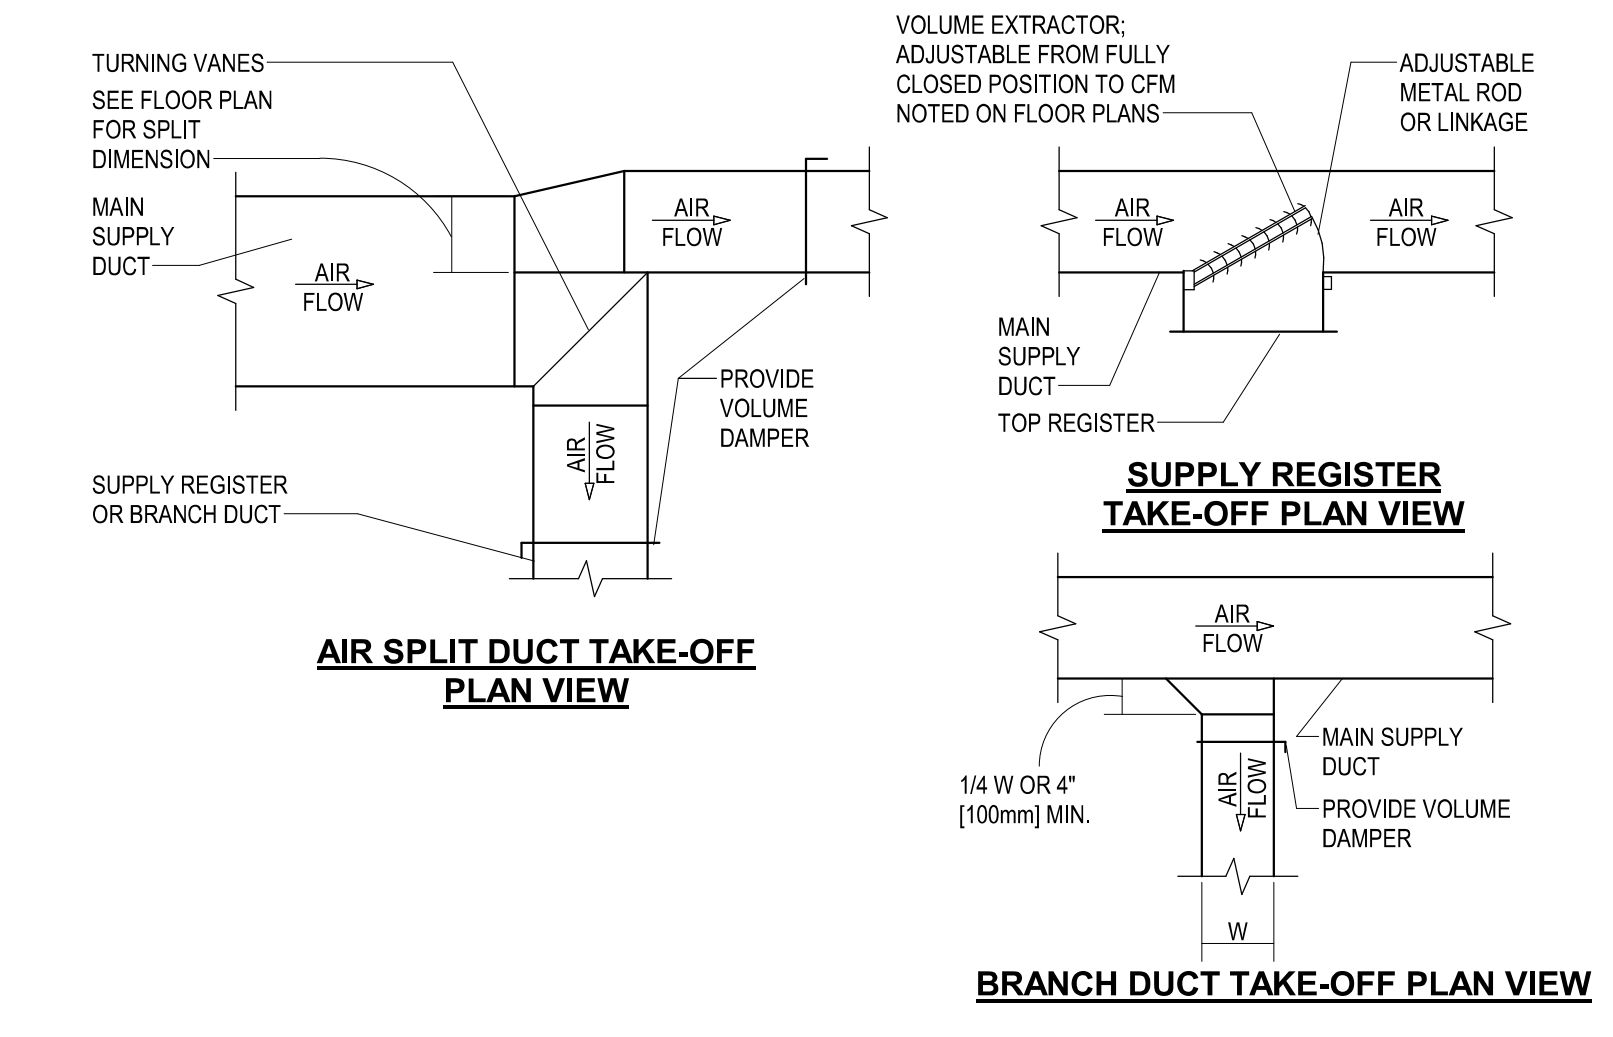 TURNING VANES
SEE FLOOR PLAN
FOR SPLIT
DIMENSION
MAIN
SUPPLY
DUCT
AIR
FLOW
AIR
FLOW
PROVIDE
VOLUME
DAMPER
AIR
FLOW
SUPPLY REGISTER
OR BRANCH DUCT
AIR SPLIT DUCT TAKE-OFF
PLAN VIEW
VOLUME EXTRACTOR;
ADJUSTABLE FROM FULLY
CLOSED POSITION TO CFM
NOTED ON FLOOR PLANS
ADJUSTABLE
METAL ROD
OR LINKAGE
AIR
FLOW
AIR
FLOW
MAIN
SUPPLY
DUCT
TOP REGISTER
SUPPLY REGISTER
TAKE-OFF PLAN VIEW
AIR
FLOW
MAIN SUPPLY
DUCT
1/4 W OR 4"
[100mm] MIN.
AIR
FLOW
PROVIDE VOLUME
DAMPER
W
BRANCH DUCT TAKE-OFF PLAN VIEW